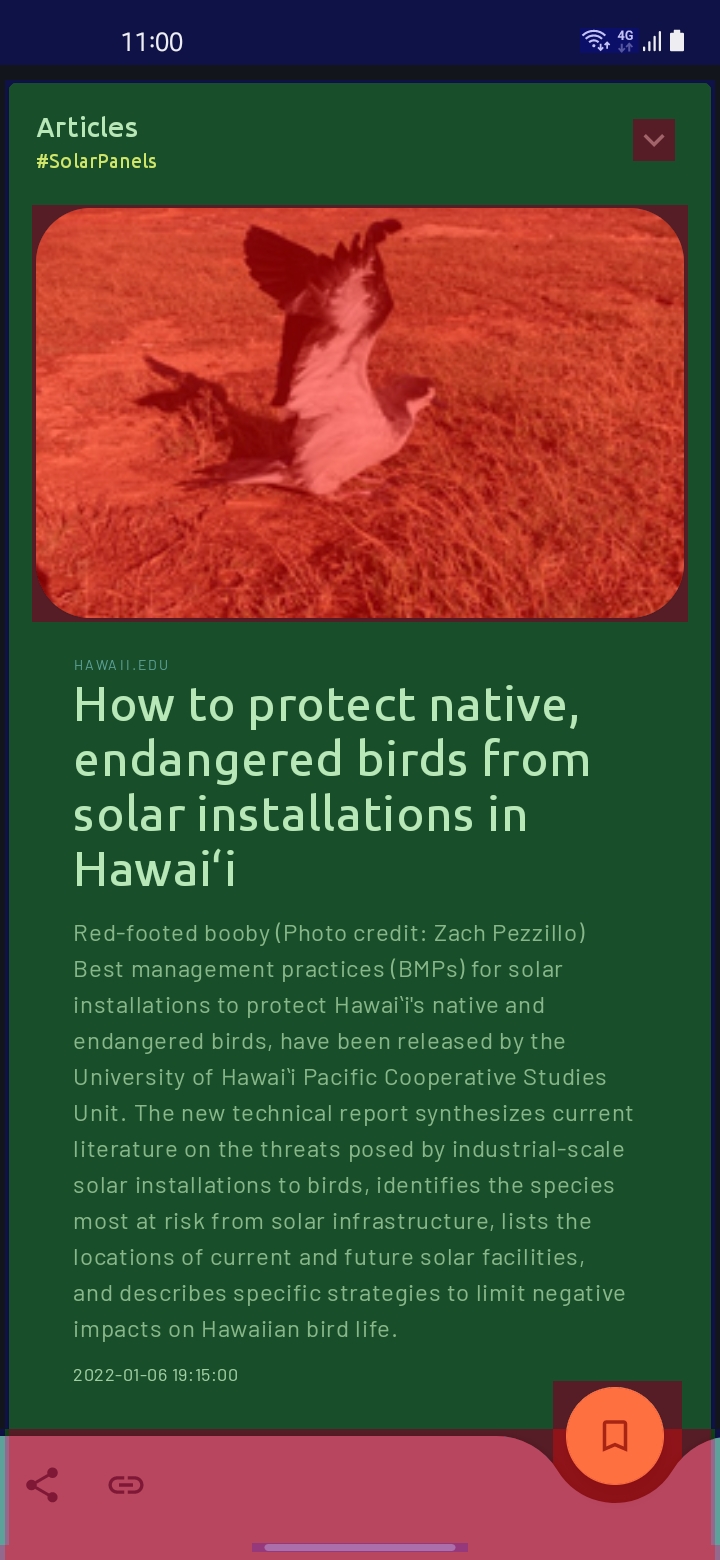 11:00
4G
Articles
#SolarPanels
HAWAII.EDU
How to protect native,
endangered birds from
solar installations in
Hawaiʻi
Red-footed booby (Photo credit: Zach Pezzillo)
Best management practices (BMPs) for solar
installations to protect Hawai‵i's native and
endangered birds, have been released by the
University of Hawai‵i Pacific Cooperative Studies
Unit. The new technical report synthesizes current
literature on the threats posed by industrial-scale
solar installations to birds, identifies the species
most at risk from solar infrastructure, lists the
locations of current and future solar facilities,
and describes specific strategies to limit negative
impacts on Hawaiian bird life.
2022-01-06 19:15:00